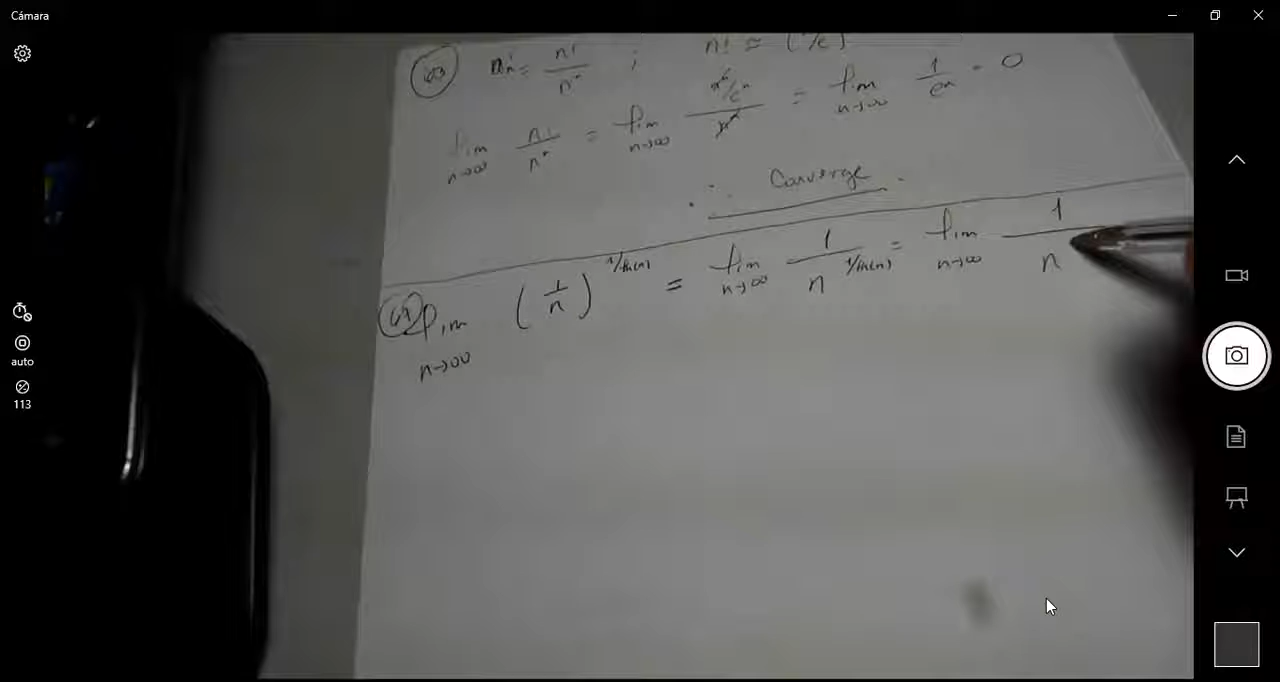 Cámara
63 aₙ = n!/nⁿ ; n! ≈ (n/e)
lim n→∞ n!/nⁿ = lim n→∞ nⁿ/eⁿ / nⁿ = lim n→∞ 1/eⁿ = 0
∴ Converge
lim n→∞ (1/n)^(1/ln(n)) = lim n→∞ 1/n^(1/ln(n)) = lim n→∞ 1/n
auto
113